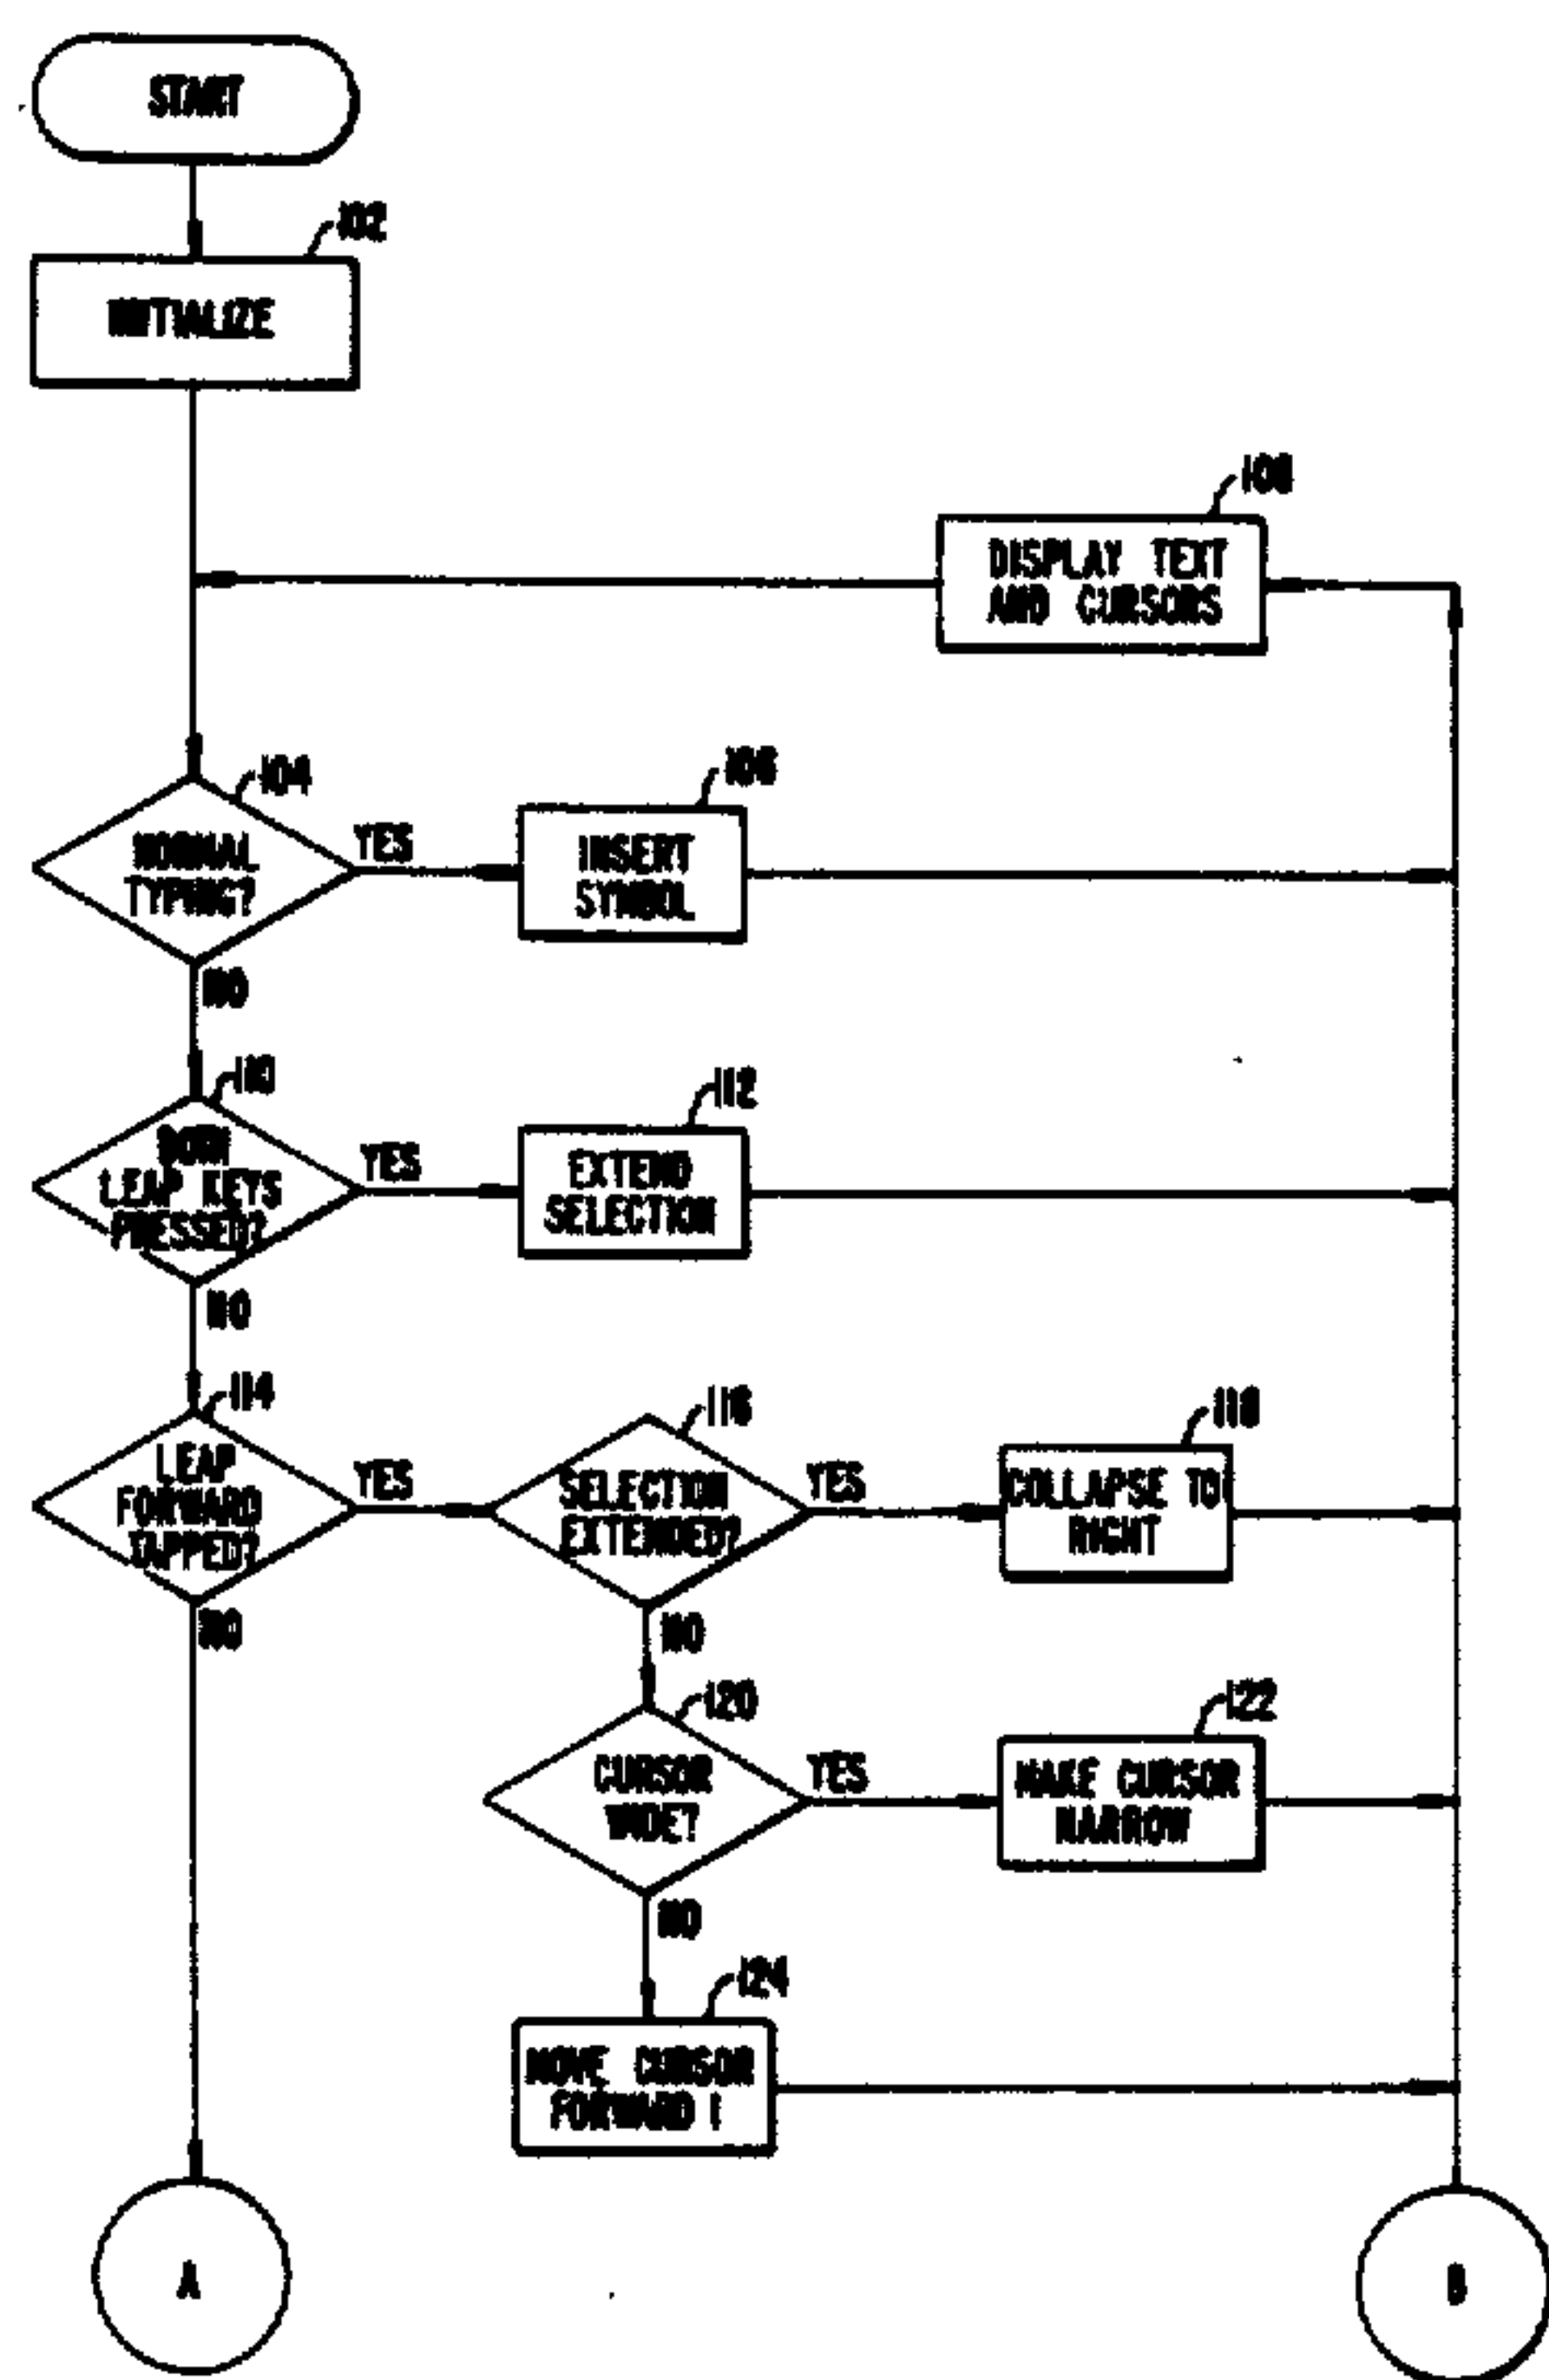 START
102
INITIALIZE
108
DISPLAY TEXT
AND CURSORS
104
NORMAL
TYPING?
YES
106
INSERT
SYMBOL
NO
110
BOTH
LEAP KEYS
PRESSED?
YES
112
EXTEND
SELECTION
NO
114
LEAP
FORWARD
TAPPED?
YES
116
SELECTION
EXTENDED?
YES
118
COLLAPSE TO
RIGHT
NO
NO
120
CURSOR
WIDE?
YES
122
MAKE CURSOR
NARROW
NO
124
MOVE CURSOR
FORWARD 1
A
B